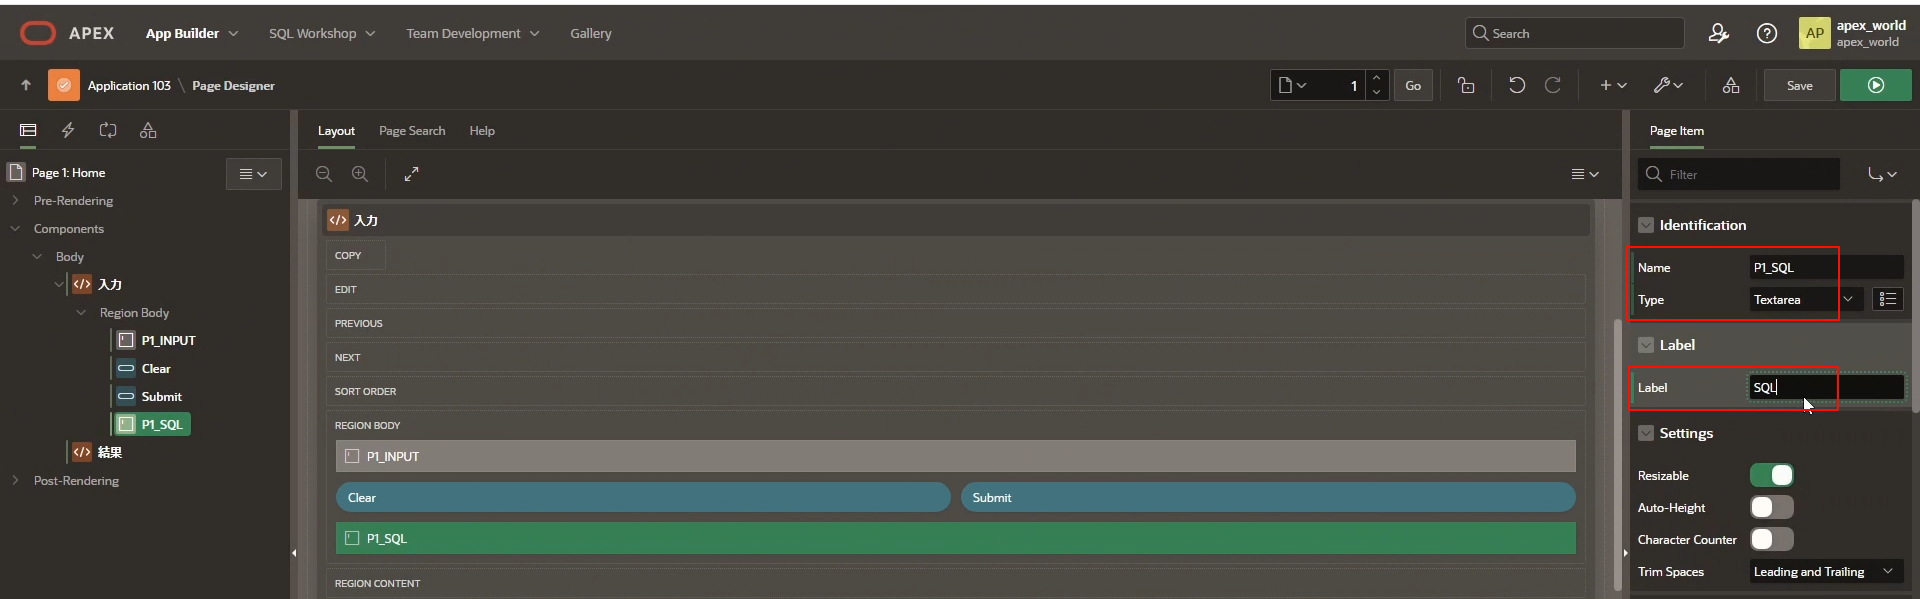 APEX App Builder SQL Workshop Team Development Gallery Search AP apex_world
apex_world
Application 103 \ Page Designer 1 Go Save
Layout Page Search Help Page Item
Page 1: Home
Filter
Pre-Rendering
Components
Body
入力
Region Body
P1_INPUT
Clear
Submit
P1_SQL
結果
Post-Rendering
入力
COPY
EDIT
PREVIOUS
NEXT
SORT ORDER
REGION BODY
P1_INPUT
Clear Submit
P1_SQL
REGION CONTENT
Identification
Name P1_SQL
Type Textarea
Label
Label SQL
Settings
Resizable
Auto-Height
Character Counter
Trim Spaces Leading and Trailing